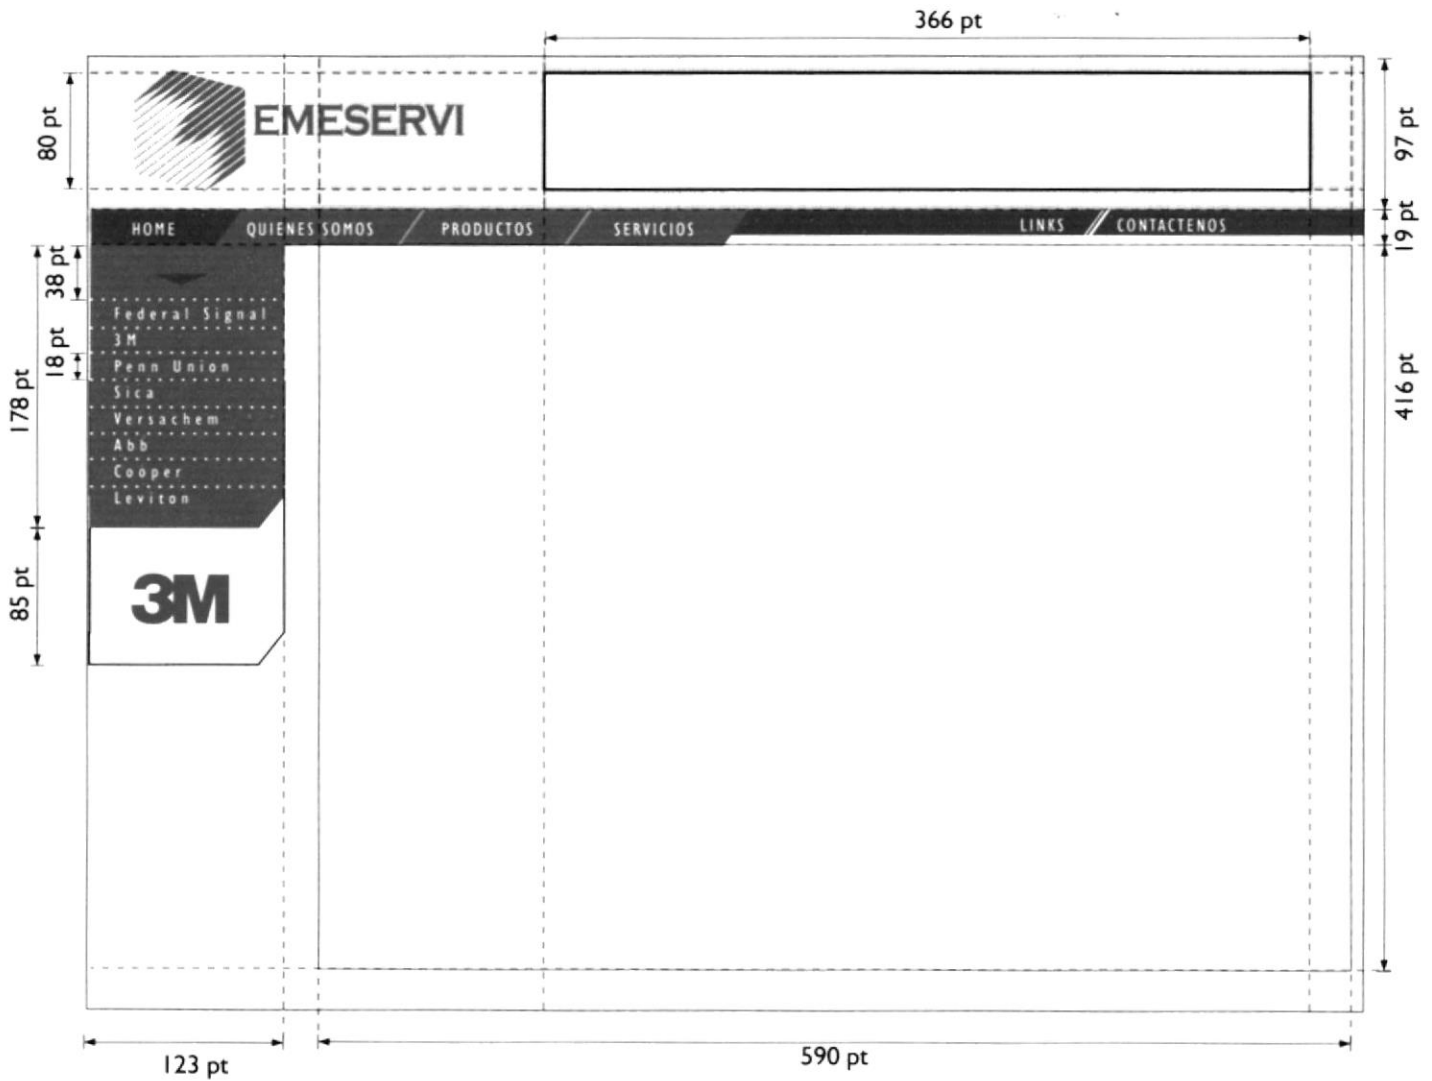 366 pt
80 pt
EMESERVI
97 pt
HOME QUIENES SOMOS PRODUCTOS SERVICIOS LINKS CONTACTENOS
19 pt
38 pt
Federal Signal
3M
18 pt
Penn Union
Sica
178 pt
416 pt
Versachem
Abb
Cooper
Leviton
85 pt
3M
123 pt
590 pt